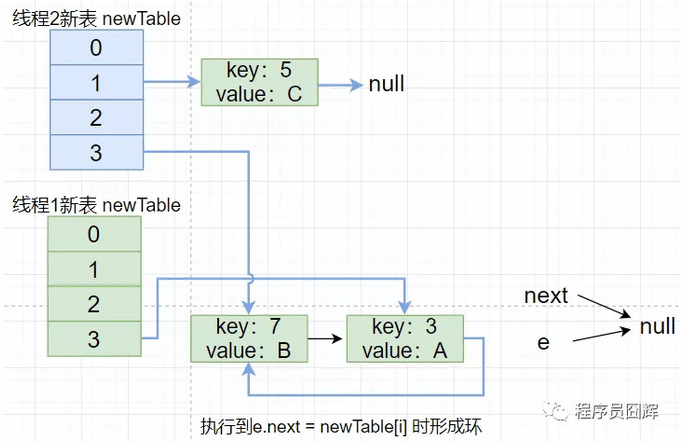 线程2新表 newTable
0
1
2
3
key：5
value：C
null
线程1新表 newTable
0
1
2
3
key：7
value：B
key：3
value：A
next
e
null
执行到e.next = newTable[i] 时形成环
程序员囧辉